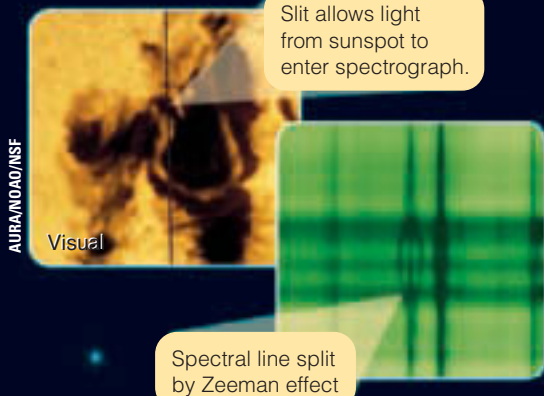 Slit allows light
from sunspot to
enter spectrograph.
AURA/NOAO/NSF
Visual
Spectral line split
by Zeeman effect